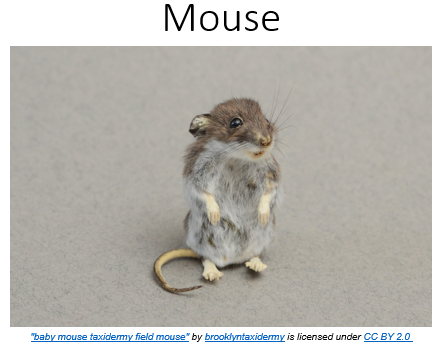 Mouse
"baby mouse taxidermy field mouse" by brooklyntaxidermy is licensed under CC BY 2.0